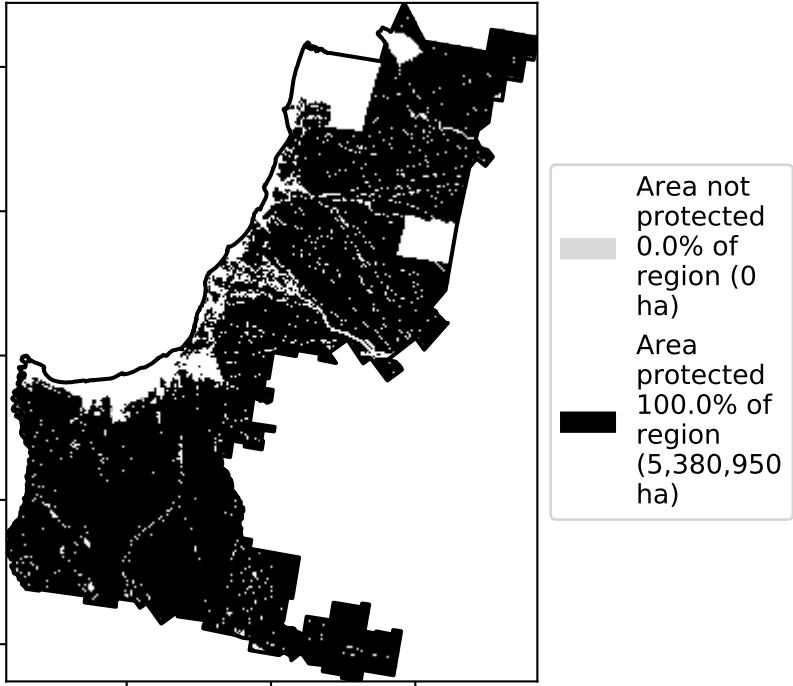 Area not
protected
0.0% of
region (0
ha)
Area
protected
100.0% of
region
(5,380,950
ha)